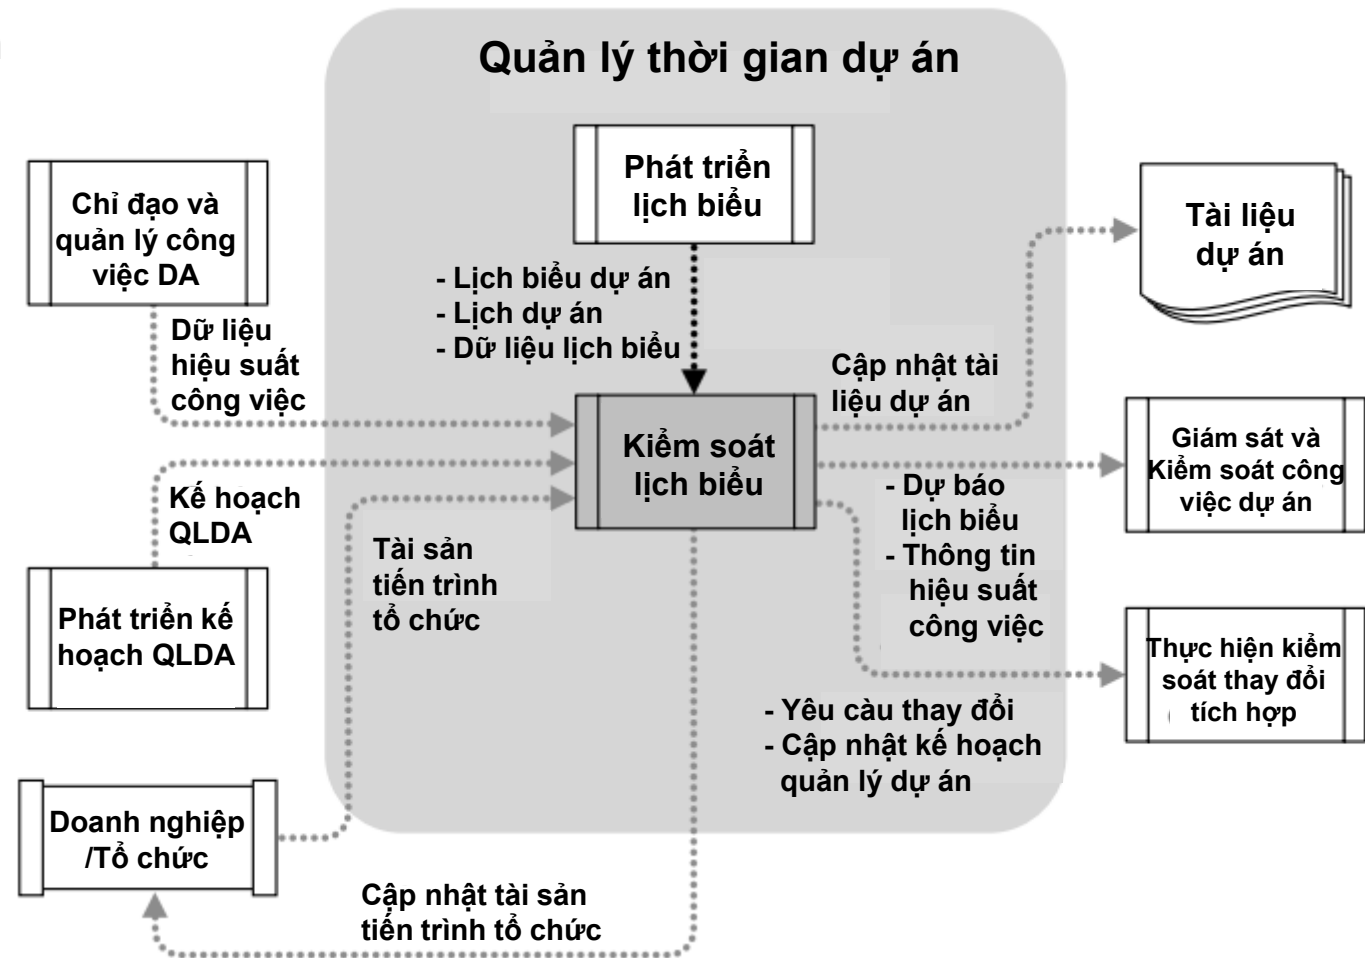 Quản lý thời gian dự án
Phát triển
lịch biểu
Chỉ đạo và
quản lý công
việc DA
Tài liệu
dự án
- Lịch biểu dự án
- Lịch dự án
- Dữ liệu lịch biểu
Dữ liệu
hiệu suất
công việc
Cập nhật tài
liệu dự án
Kiểm soát
lịch biểu
Giám sát và
Kiểm soát công
việc dự án
Kế hoạch
QLDA
- Dự báo
lịch biểu
- Thông tin
hiệu suất
công việc
Tài sản
tiến trình
tổ chức
Phát triển kế
hoạch QLDA
Thực hiện kiểm
soát thay đổi
tích hợp
- Yêu càu thay đổi
- Cập nhật kế hoạch
quản lý dự án
Doanh nghiệp
/Tổ chức
Cập nhật tài sản
tiến trình tổ chức